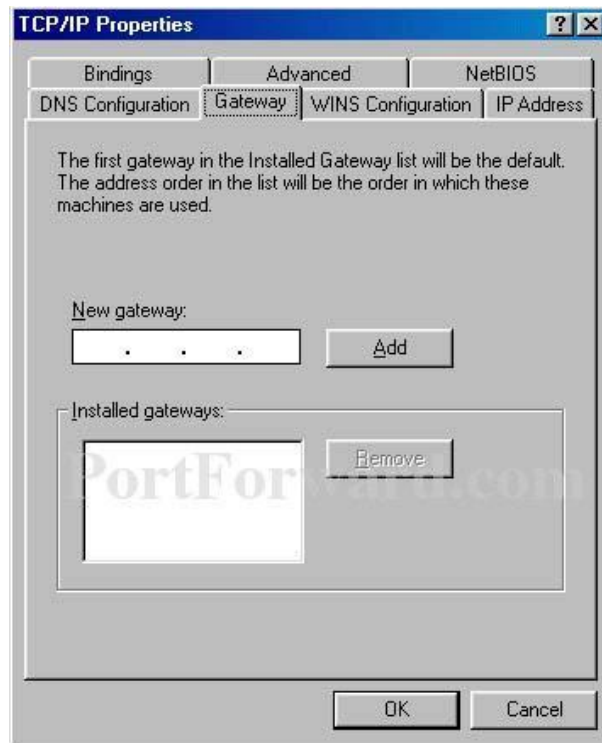 TCP/IP Properties
? X
Bindings
Advanced
NetBIOS
DNS Configuration
Gateway
WINS Configuration
IP Address
The first gateway in the Installed Gateway list will be the default.
The address order in the list will be the order in which these
machines are used.
New gateway:
. . .
Add
Installed gateways:
Remove
PortForward.com
OK
Cancel